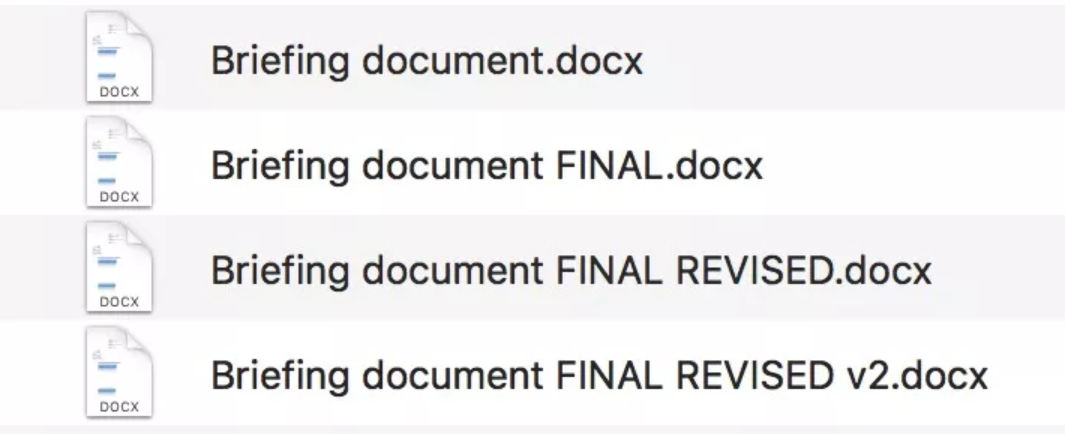 Briefing document.docx
DOCX
Briefing document FINAL.docx
DOCX
Briefing document FINAL REVISED.docx
DOCX
Briefing document FINAL REVISED v2.docx
DOCX